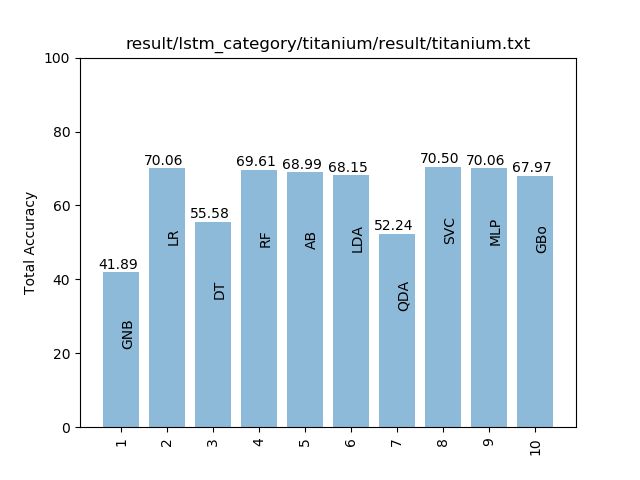 result/lstm_category/titanium/result/titanium.txt
Total Accuracy
100
80
60
40
20
0
41.89
70.06
55.58
69.61
68.99
68.15
52.24
70.50
70.06
67.97
GNB
LR
DT
RF
AB
LDA
QDA
SVC
MLP
GBo
1
2
3
4
5
6
7
8
9
10